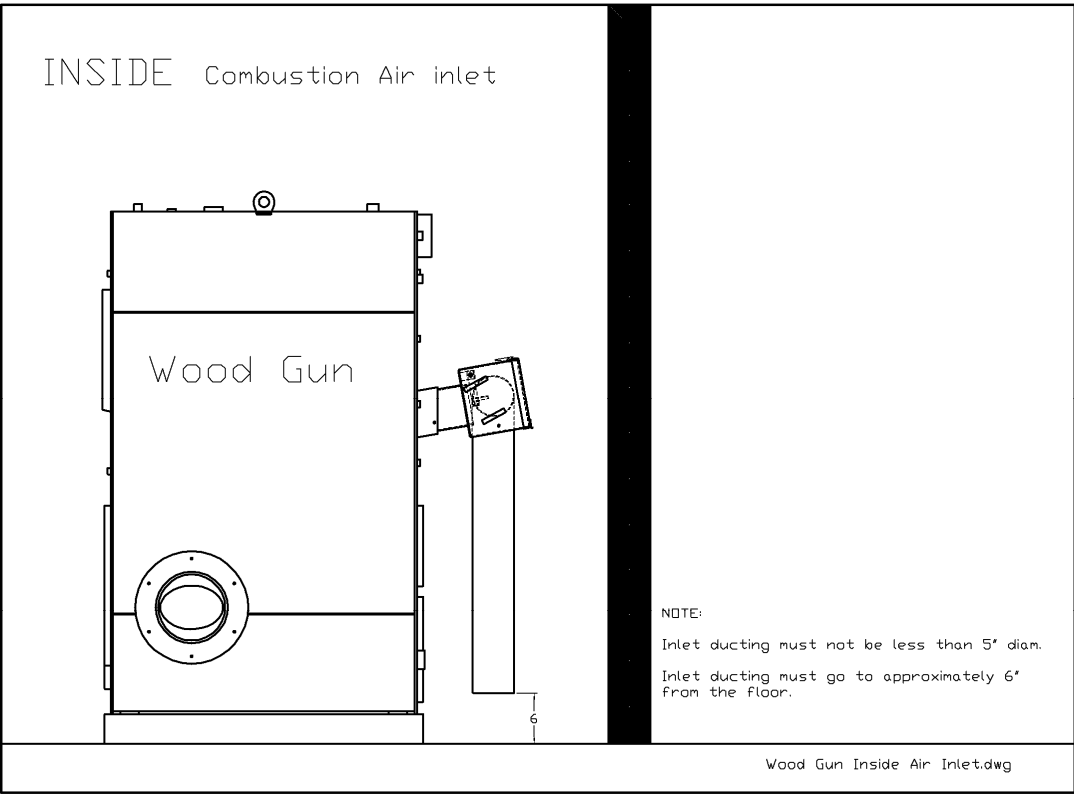 INSIDE Combustion Air inlet
Wood Gun
6
NOTE:
Inlet ducting must not be less than 5" diam.
Inlet ducting must go to approximately 6"
from the floor.
Wood Gun Inside Air Inlet.dwg